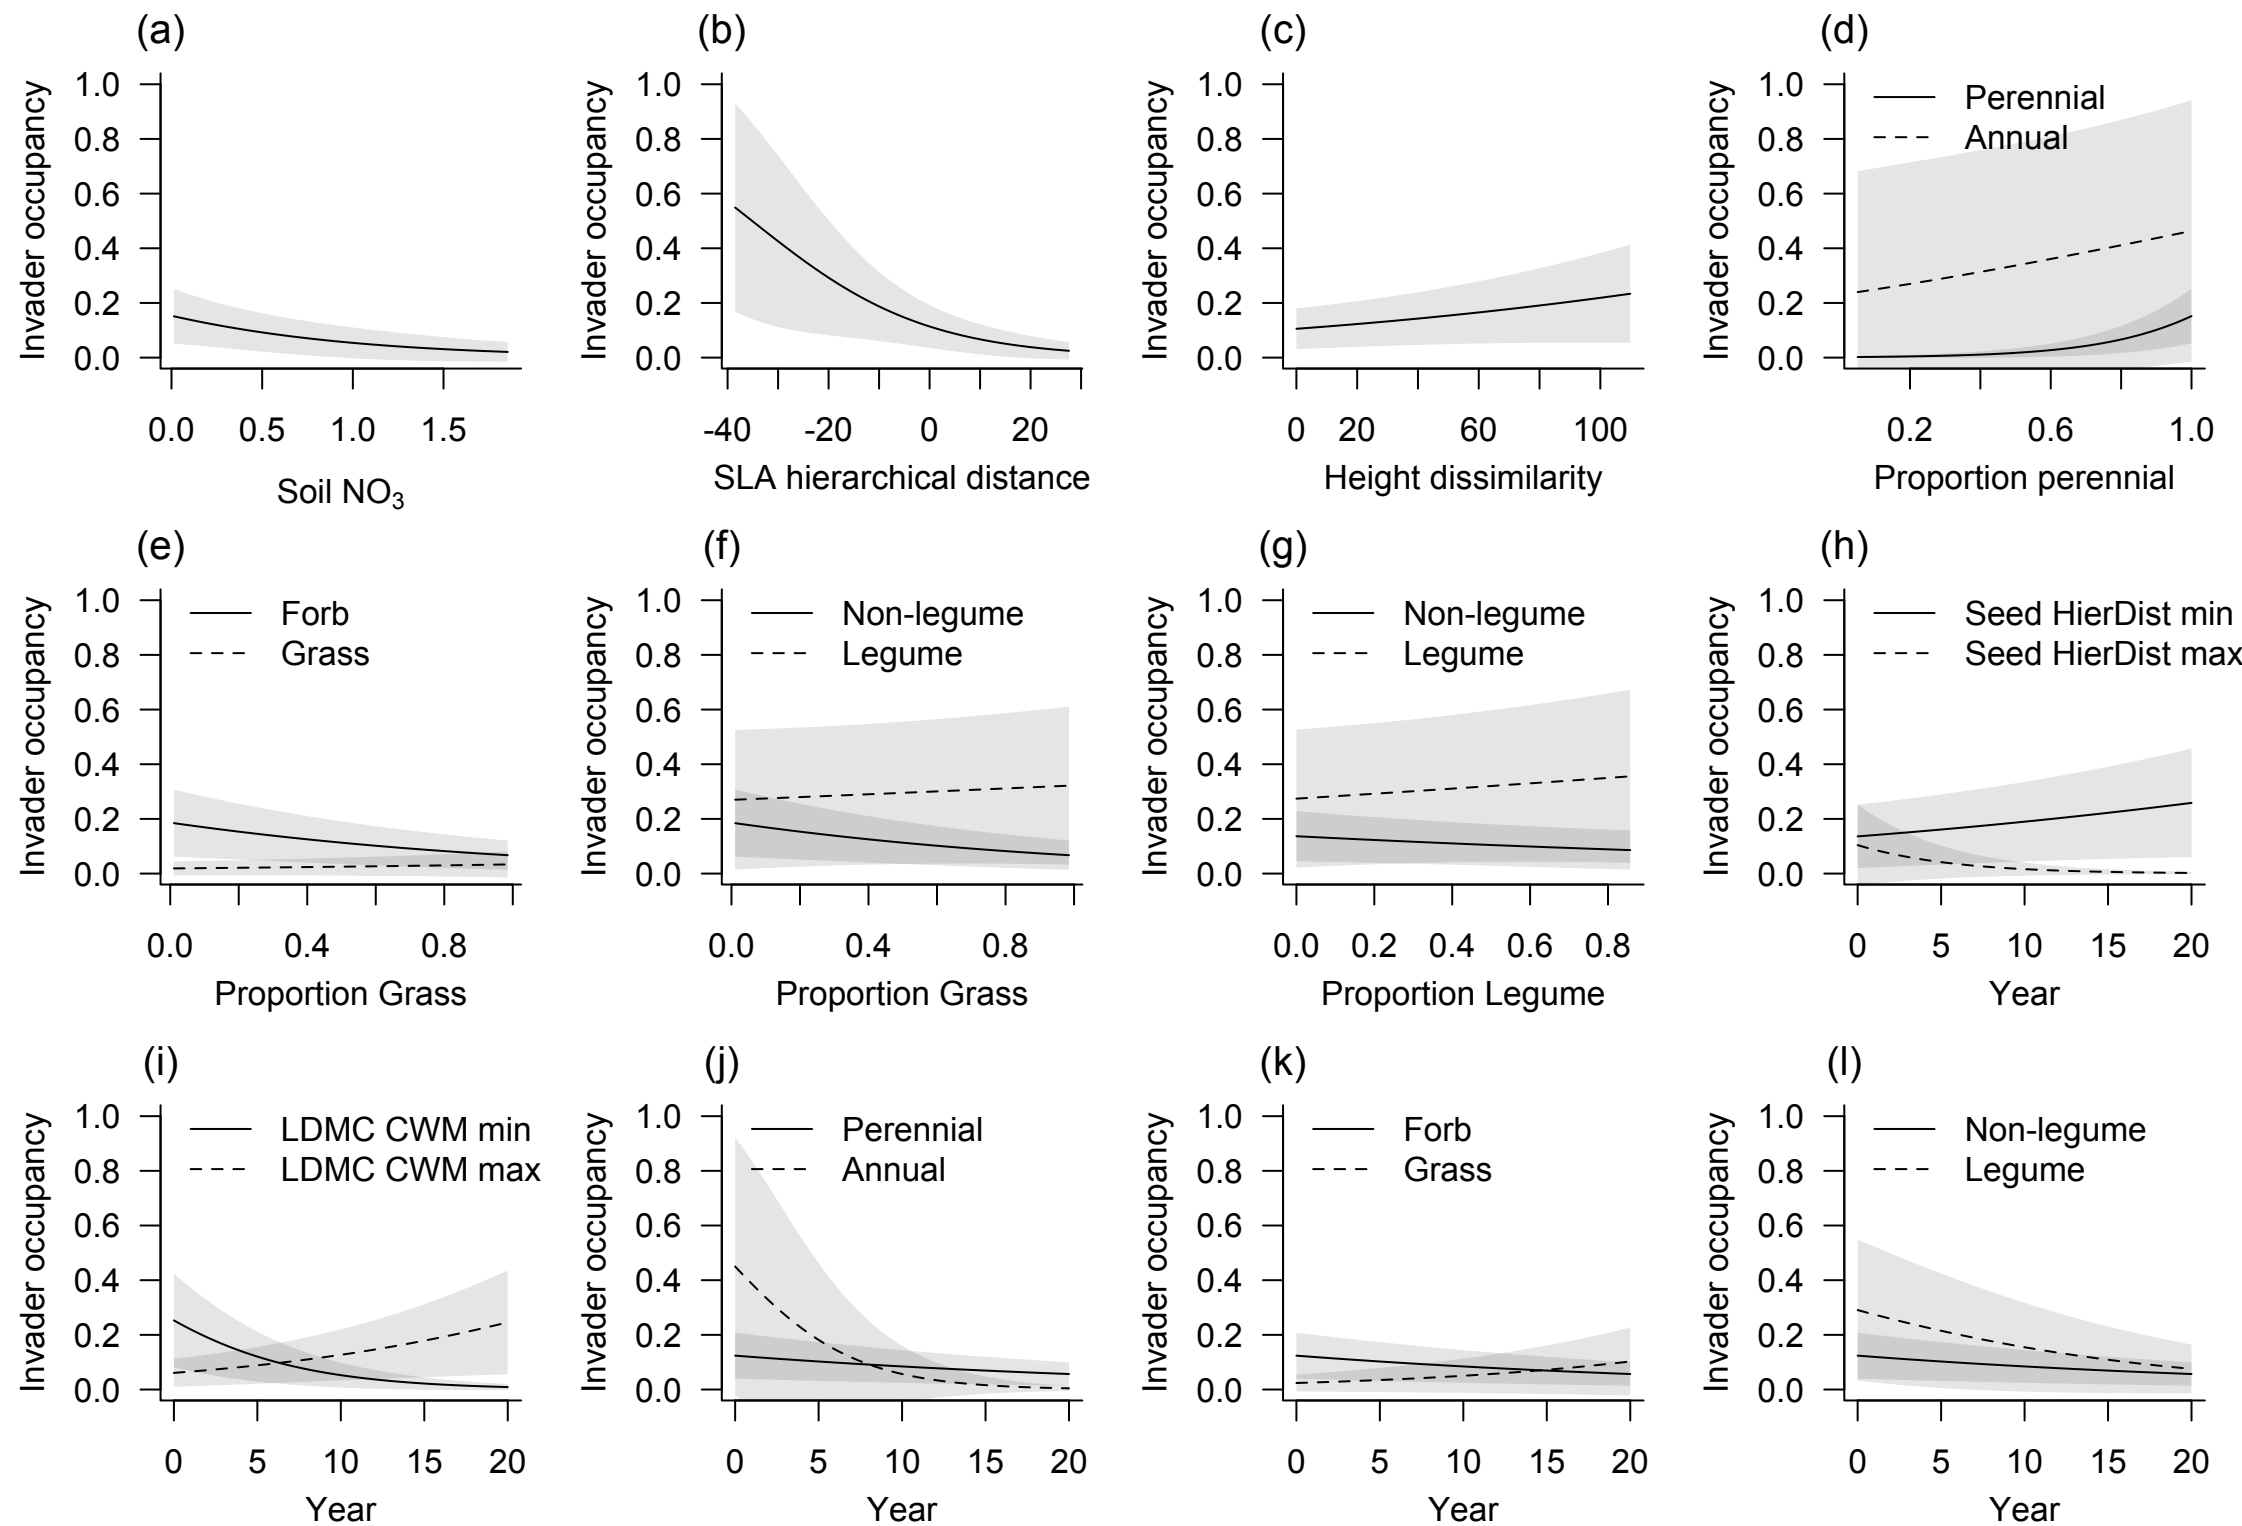 (a)
1.0
0.8
0.6
0.4
0.2
0.0
Invader occupancy
0.0 0.5 1.0 1.5
Soil NO₃
(b)
1.0
0.8
0.6
0.4
0.2
0.0
Invader occupancy
-40 -20 0 20
SLA hierarchical distance
(c)
1.0
0.8
0.6
0.4
0.2
0.0
Invader occupancy
0 20 60 100
Height dissimilarity
(d)
1.0
0.8
0.6
0.4
0.2
0.0
Invader occupancy
Perennial
Annual
0.2 0.6 1.0
Proportion perennial
(e)
1.0
0.8
0.6
0.4
0.2
0.0
Invader occupancy
Forb
Grass
0.0 0.4 0.8
Proportion Grass
(f)
1.0
0.8
0.6
0.4
0.2
0.0
Invader occupancy
Non-legume
Legume
0.0 0.4 0.8
Proportion Grass
(g)
1.0
0.8
0.6
0.4
0.2
0.0
Invader occupancy
Non-legume
Legume
0.0 0.2 0.4 0.6 0.8
Proportion Legume
(h)
1.0
0.8
0.6
0.4
0.2
0.0
Invader occupancy
Seed HierDist min
Seed HierDist max
0 5 10 15 20
Year
(i)
1.0
0.8
0.6
0.4
0.2
0.0
Invader occupancy
LDMC CWM min
LDMC CWM max
0 5 10 15 20
Year
(j)
1.0
0.8
0.6
0.4
0.2
0.0
Invader occupancy
Perennial
Annual
0 5 10 15 20
Year
(k)
1.0
0.8
0.6
0.4
0.2
0.0
Invader occupancy
Forb
Grass
0 5 10 15 20
Year
(l)
1.0
0.8
0.6
0.4
0.2
0.0
Invader occupancy
Non-legume
Legume
0 5 10 15 20
Year